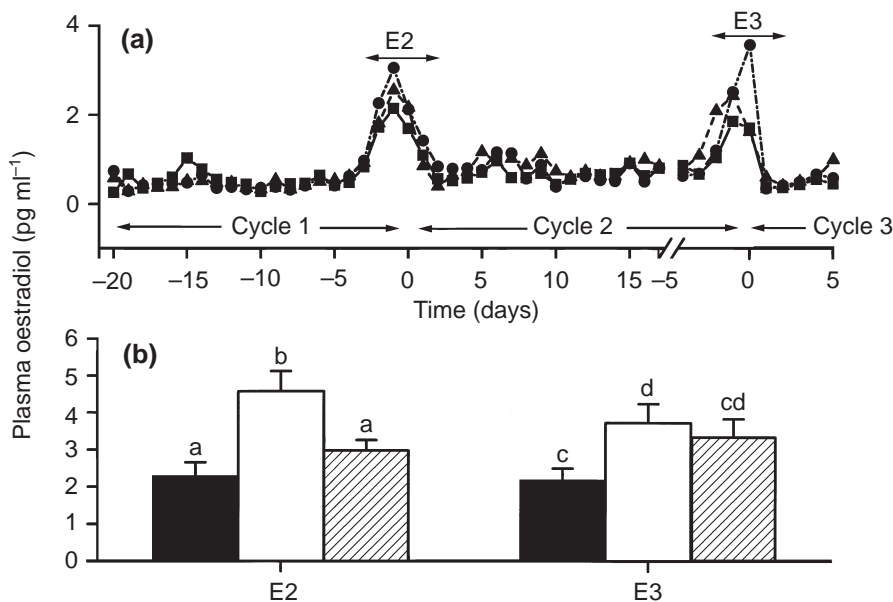 4
(a)
E2
E3
2
0
Cycle 1
Cycle 2
Cycle 3
–20 –15 –10 –5 0 5 10 15 –5 0 5
Time (days)
Plasma oestradiol (pg ml⁻¹)
6
(b)
5
4
3
2
1
0
a b a
c d cd
E2 E3